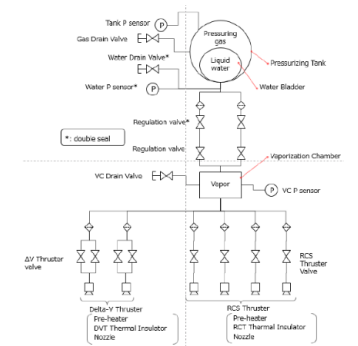 Tank P sensor
P
Gas Drain Valve
Pressuring
gas
Liquid
water
Pressurizing Tank
Water Drain Valve*
Water P sensor*
P
Water Bladder
Regulation valve*
*: double seal
Regulation valve
Vaporization Chamber
VC Drain Valve
Vapor
P
VC P sensor
ΔV Thruster
valve
RCS
Thruster
Valve
Delta-V Thruster
Pre-heater
DVT Thermal Insulator
Nozzle
RCS Thruster
Pre-heater
RCT Thermal Insulator
Nozzle